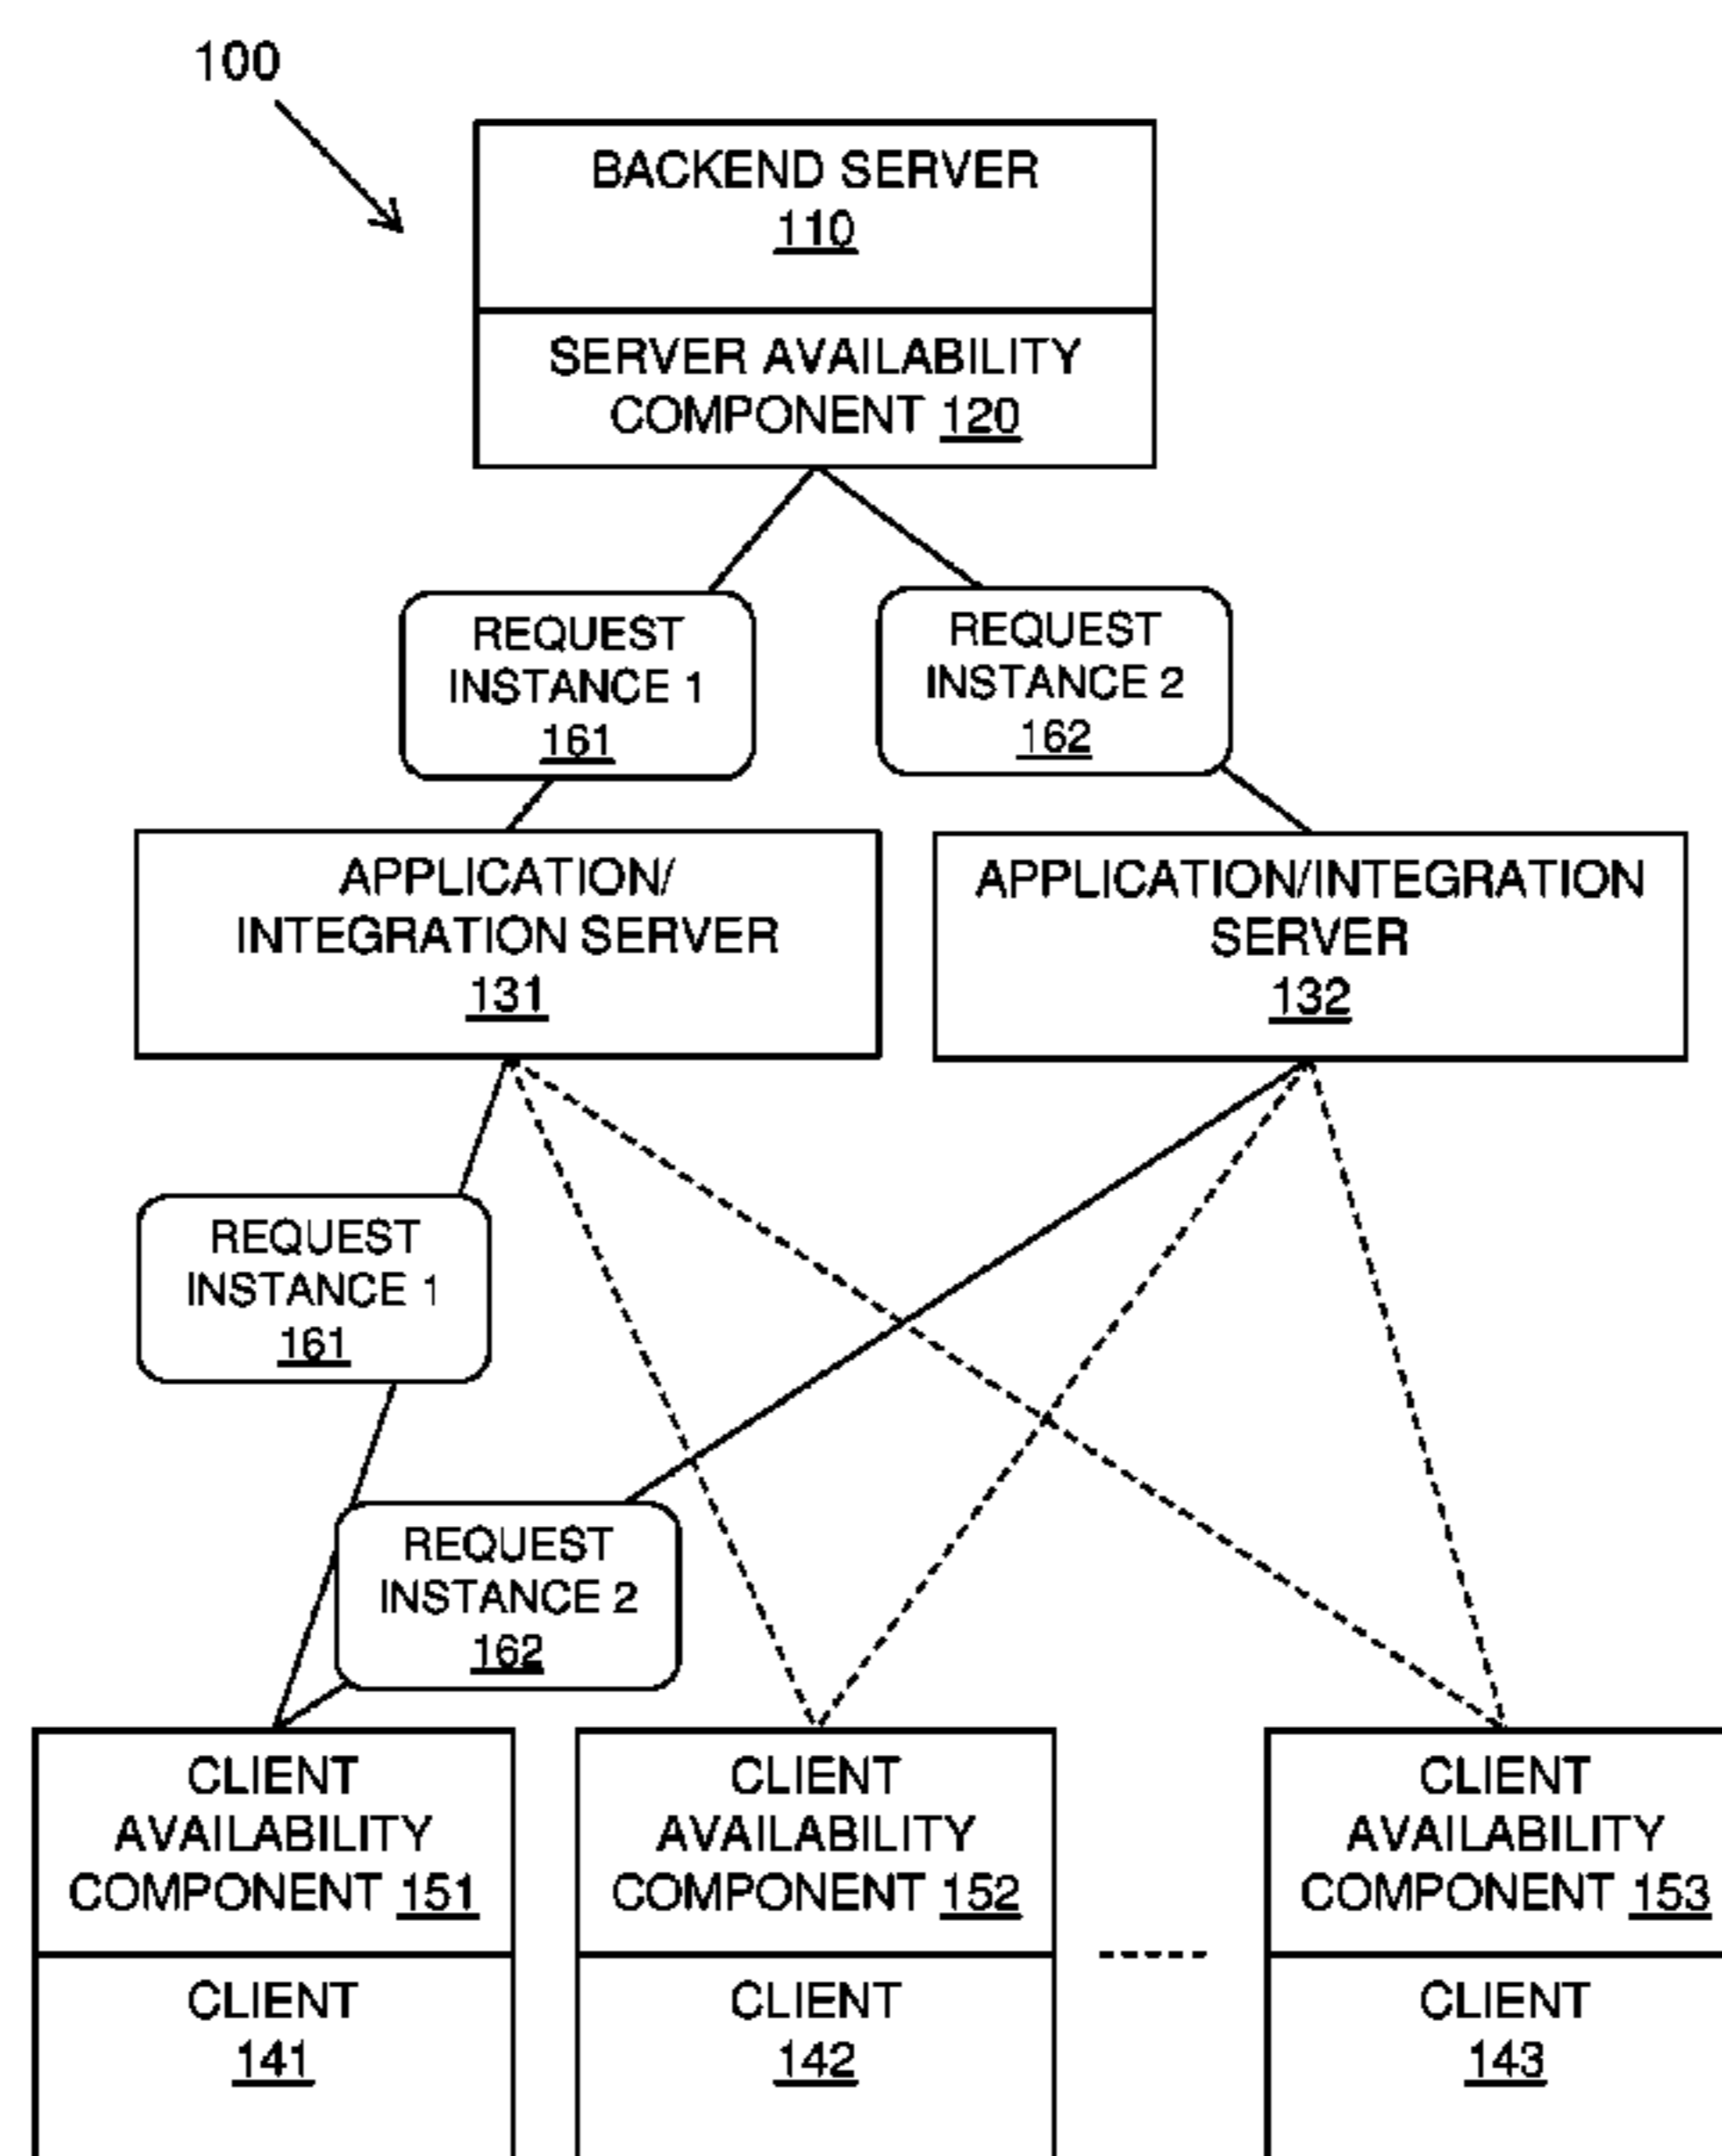 100
BACKEND SERVER
110
SERVER AVAILABILITY
COMPONENT 120
REQUEST
INSTANCE 1
161
REQUEST
INSTANCE 2
162
APPLICATION/
INTEGRATION SERVER
131
APPLICATION/INTEGRATION
SERVER
132
REQUEST
INSTANCE 1
161
REQUEST
INSTANCE 2
162
CLIENT
AVAILABILITY
COMPONENT 151
CLIENT
141
CLIENT
AVAILABILITY
COMPONENT 152
CLIENT
142
CLIENT
AVAILABILITY
COMPONENT 153
CLIENT
143